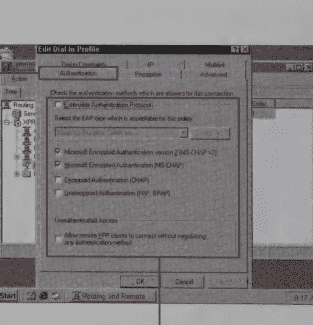 Edit Dial-in Profile
Dial-in Constraints
IP
Multilink
Authentication
Encryption
Advanced
Action
Tree
Check the authentication methods which are allowed for this connection.
Routing
Extensible Authentication Protocol
Select the EAP type which is acceptable for this policy.
Microsoft Encrypted Authentication version 2 (MS-CHAP v2)
Microsoft Encrypted Authentication (MS-CHAP)
Encrypted Authentication (CHAP)
Unencrypted Authentication (PAP, SPAP)
Unauthenticated Access
Allow remote PPP clients to connect without negotiating
any authentication method.
OK
Cancel
Start
Routing and Remote